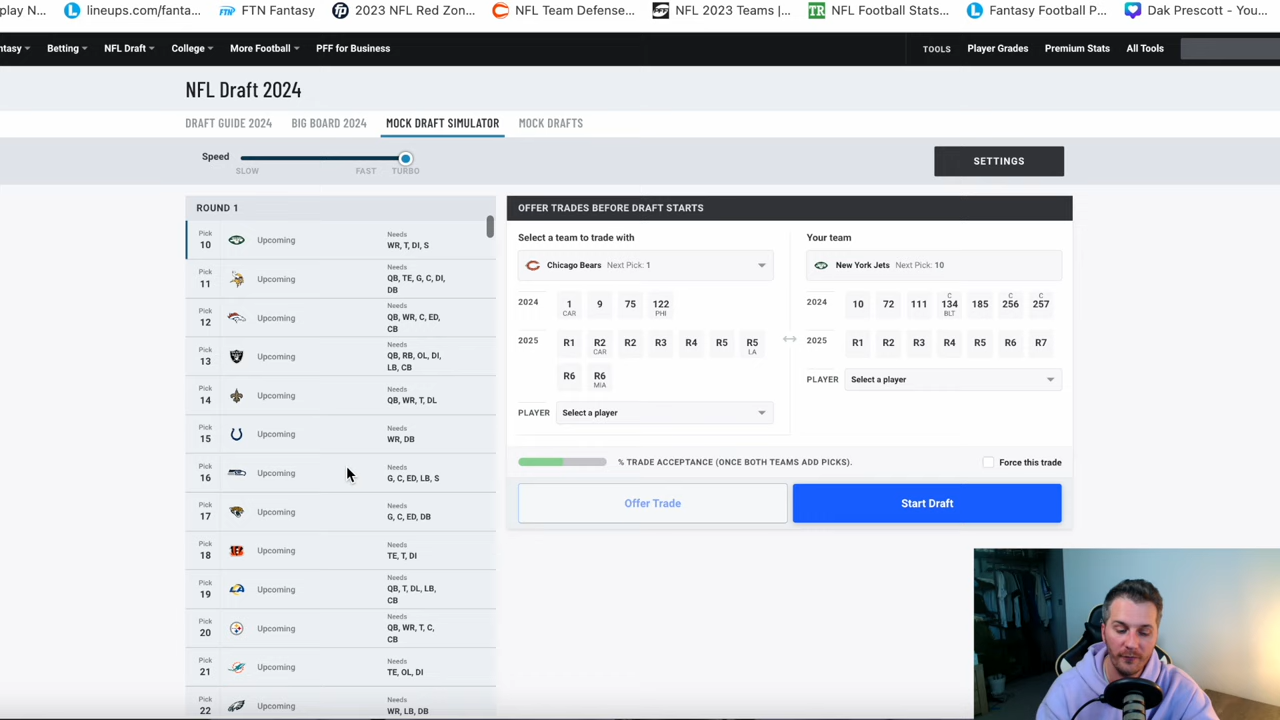 play N...
lineups.com/fanta...
FTN Fantasy
2023 NFL Red Zon...
NFL Team Defense...
NFL 2023 Teams |...
NFL Football Stats...
Fantasy Football P...
Dak Prescott - You...
ntasy
Betting
NFL Draft
College
More Football
PFF for Business
TOOLS
Player Grades
Premium Stats
All Tools
NFL Draft 2024
DRAFT GUIDE 2024
BIG BOARD 2024
MOCK DRAFT SIMULATOR
MOCK DRAFTS
Speed
SLOW
FAST
TURBO
SETTINGS
ROUND 1
Pick
10
Upcoming
Needs
WR, T, DI, S
Pick
11
Upcoming
Needs
QB, TE, G, C, DI,
DB
Pick
12
Upcoming
Needs
QB, WR, C, ED,
CB
Pick
13
Upcoming
Needs
QB, RB, OL, DI,
LB, CB
Pick
14
Upcoming
Needs
QB, WR, T, DL
Pick
15
Upcoming
Needs
WR, DB
Pick
16
Upcoming
Needs
G, C, ED, LB, S
Pick
17
Upcoming
Needs
G, C, ED, DB
Pick
18
Upcoming
Needs
TE, T, DI
Pick
19
Upcoming
Needs
QB, T, DL, LB,
CB
Pick
20
Upcoming
Needs
QB, WR, T, C,
CB
Pick
21
Upcoming
Needs
TE, OL, DI
Pick
22
Upcoming
Needs
WR, LB, DB
OFFER TRADES BEFORE DRAFT STARTS
Select a team to trade with
Chicago Bears Next Pick: 1
2024
1 9 75 122
CAR PHI
2025
R1 R2 R2 R3 R4 R5 R5
CAR LA
R6 R6
MIA
PLAYER
Select a player
Your team
New York Jets Next Pick: 10
C C C
2024
10 72 111 134 185 256 257
BLT
2025
R1 R2 R3 R4 R5 R6 R7
PLAYER
Select a player
% TRADE ACCEPTANCE (ONCE BOTH TEAMS ADD PICKS).
Force this trade
Offer Trade
Start Draft